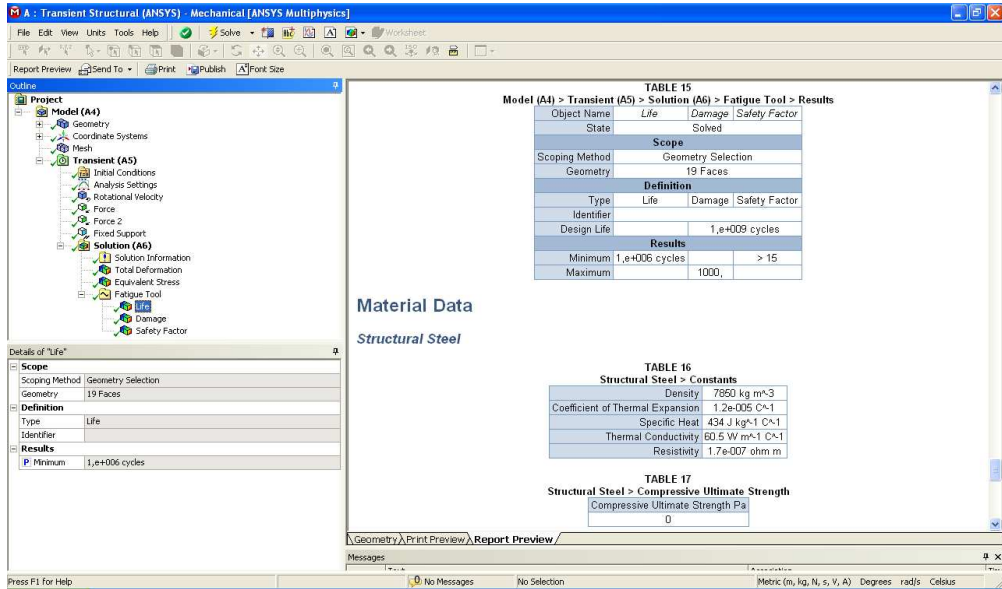 A : Transient Structural (ANSYS) - Mechanical [ANSYS Multiphysics]
File Edit View Units Tools Help Solve Worksheet
Report Preview Send To Print Publish Font Size
Outline
Project
Model (A4)
Geometry
Coordinate Systems
Mesh
Transient (A5)
Initial Conditions
Analysis Settings
Rotational Velocity
Force
Force 2
Fixed Support
Solution (A6)
Solution Information
Total Deformation
Equivalent Stress
Fatigue Tool
Life
Damage
Safety Factor
Details of "Life"
Scope
Scoping Method Geometry Selection
Geometry 19 Faces
Definition
Type Life
Identifier
Results
P Minimum 1,e+006 cycles
TABLE 15
Model (A4) > Transient (A5) > Solution (A6) > Fatigue Tool > Results
Object Name Life Damage Safety Factor
State Solved
Scope
Scoping Method Geometry Selection
Geometry 19 Faces
Definition
Type Life Damage Safety Factor
Identifier
Design Life 1,e+009 cycles
Results
Minimum 1,e+006 cycles > 15
Maximum 1000,
Material Data
Structural Steel
TABLE 16
Structural Steel > Constants
Density 7850 kg m^-3
Coefficient of Thermal Expansion 1.2e-005 C^-1
Specific Heat 434 J kg^-1 C^-1
Thermal Conductivity 60.5 W m^-1 C^-1
Resistivity 1.7e-007 ohm m
TABLE 17
Structural Steel > Compressive Ultimate Strength
Compressive Ultimate Strength Pa
0
Geometry Print Preview Report Preview
Messages
Press F1 for Help 0 No Messages No Selection Metric (m, kg, N, s, V, A) Degrees rad/s Celsius